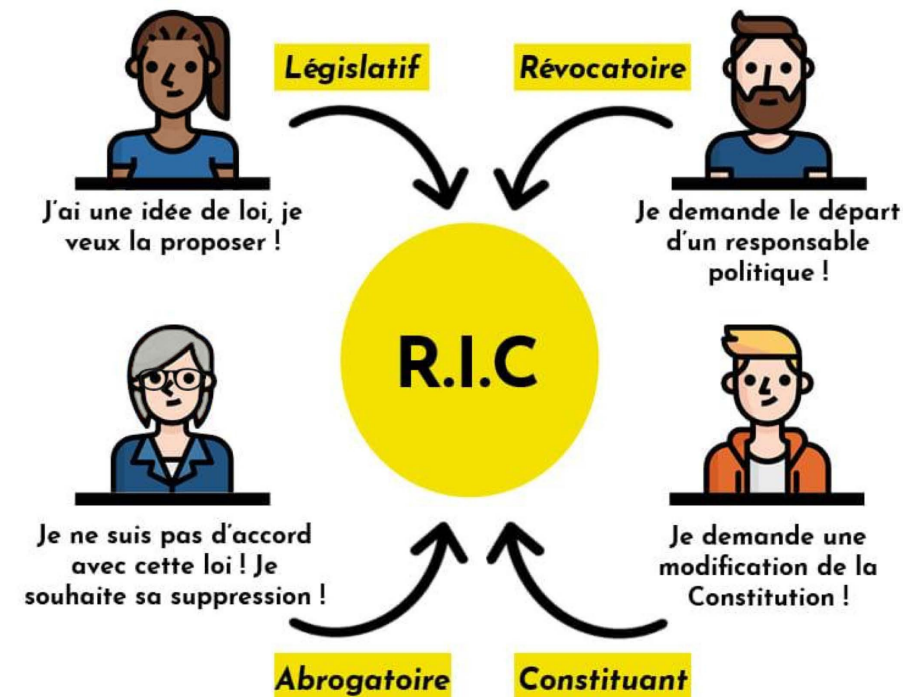 Législatif
J'ai une idée de loi, je
veux la proposer !
Révocatoire
Je demande le départ
d'un responsable
politique !
R.I.C
Je ne suis pas d'accord
avec cette loi ! Je
souhaite sa suppression !
Abrogatoire
Je demande une
modification de la
Constitution !
Constituant